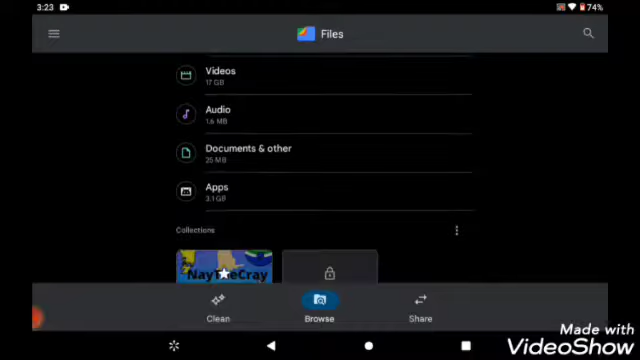 3:23
74%
Files
Videos
17 GB
Audio
1.6 MB
Documents & other
25 MB
Apps
3.1 GB
Collections
NayTheCray
Clean
Browse
Share
Made with
VideoShow